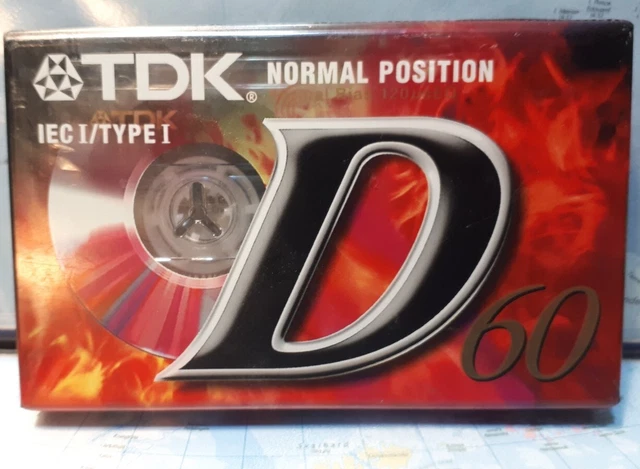 TDK® NORMAL POSITION
IEC I/TYPE I
TDK
D
60